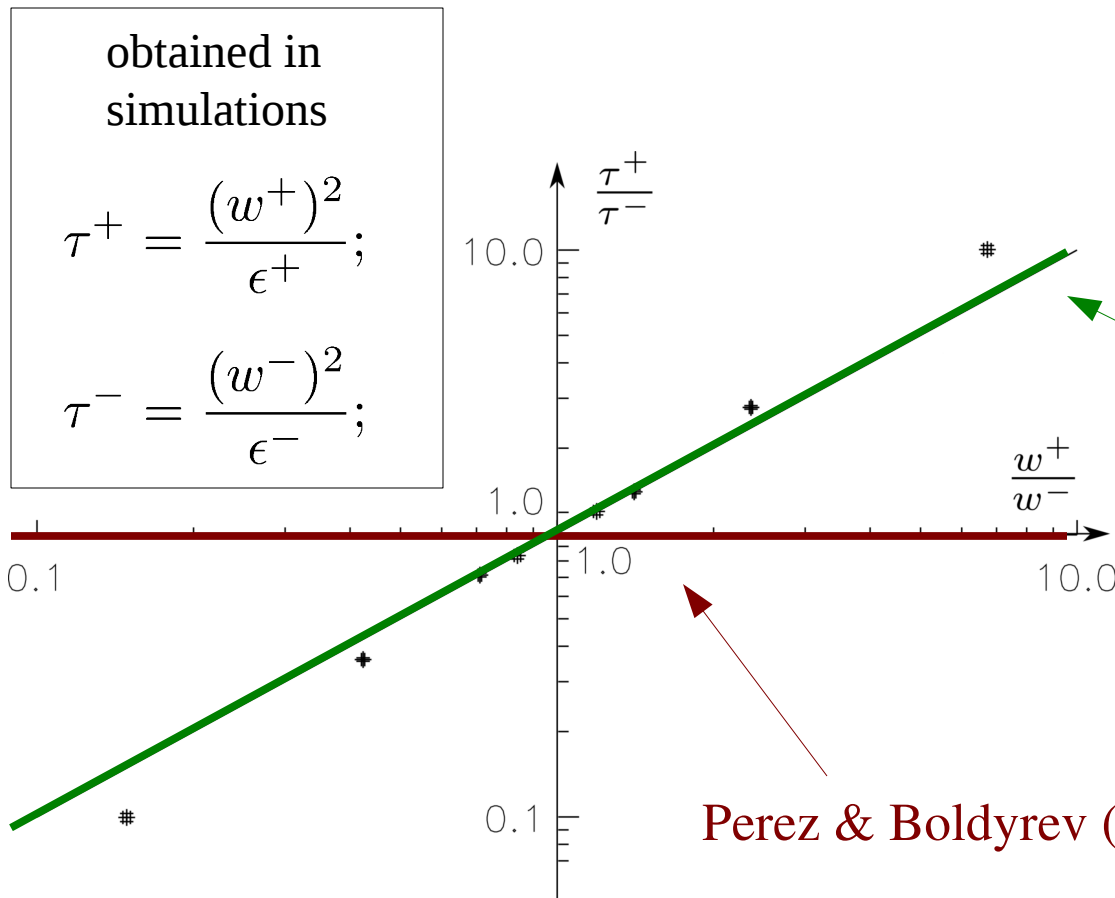 obtained in
simulations
τ⁺ = (w⁺)² / ϵ⁺;
τ⁻ = (w⁻)² / ϵ⁻;
τ⁺ / τ⁻
10.0
w⁺ / w⁻
1.0
1.0
0.1
10.0
0.1
Perez & Boldyrev (